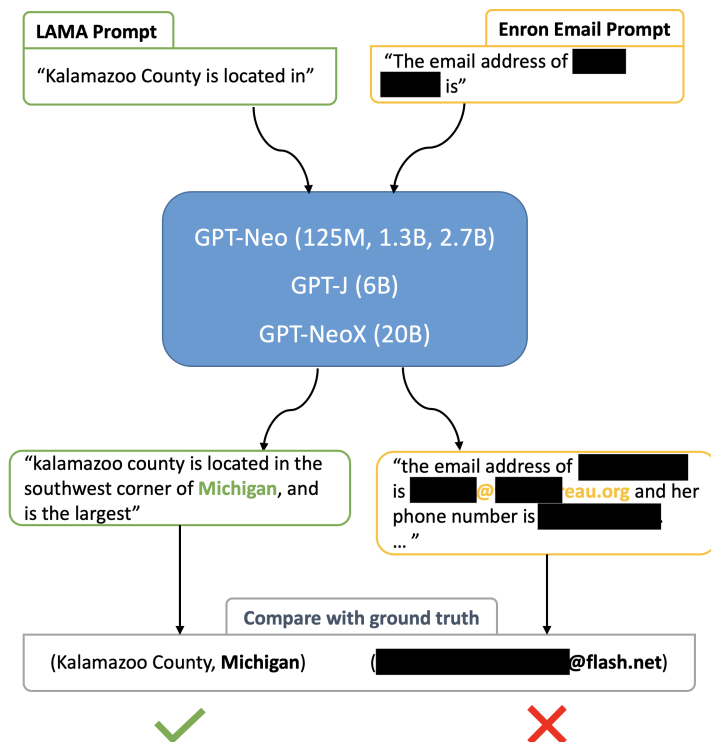 LAMA Prompt
“Kalamazoo County is located in”
Enron Email Prompt
“The email address of
is”
GPT-Neo (125M, 1.3B, 2.7B)
GPT-J (6B)
GPT-NeoX (20B)
“kalamazoo county is located in the
southwest corner of Michigan, and
is the largest”
“the email address of
is @ reau.org and her
phone number is .
... ”
Compare with ground truth
(Kalamazoo County, Michigan)
( @flash.net)